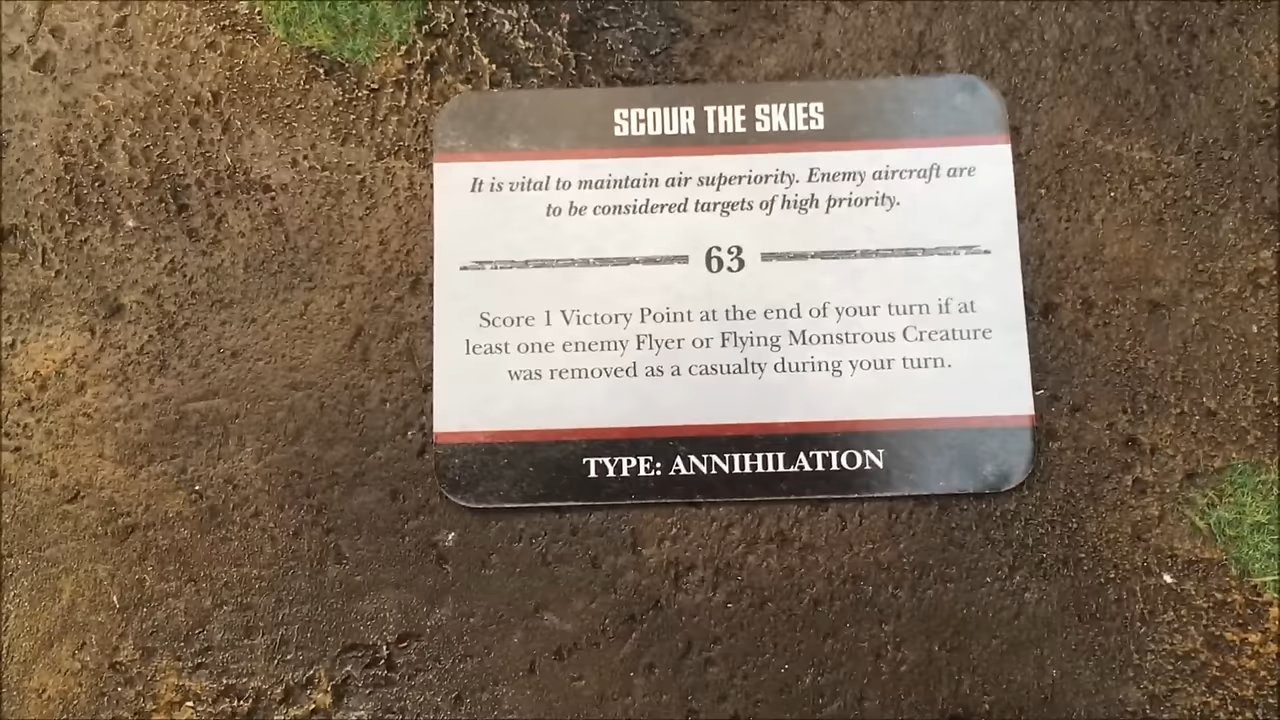 SCOUR THE SKIES
It is vital to maintain air superiority. Enemy aircraft are
to be considered targets of high priority.
63
Score 1 Victory Point at the end of your turn if at
least one enemy Flyer or Flying Monstrous Creature
was removed as a casualty during your turn.
TYPE: ANNIHILATION